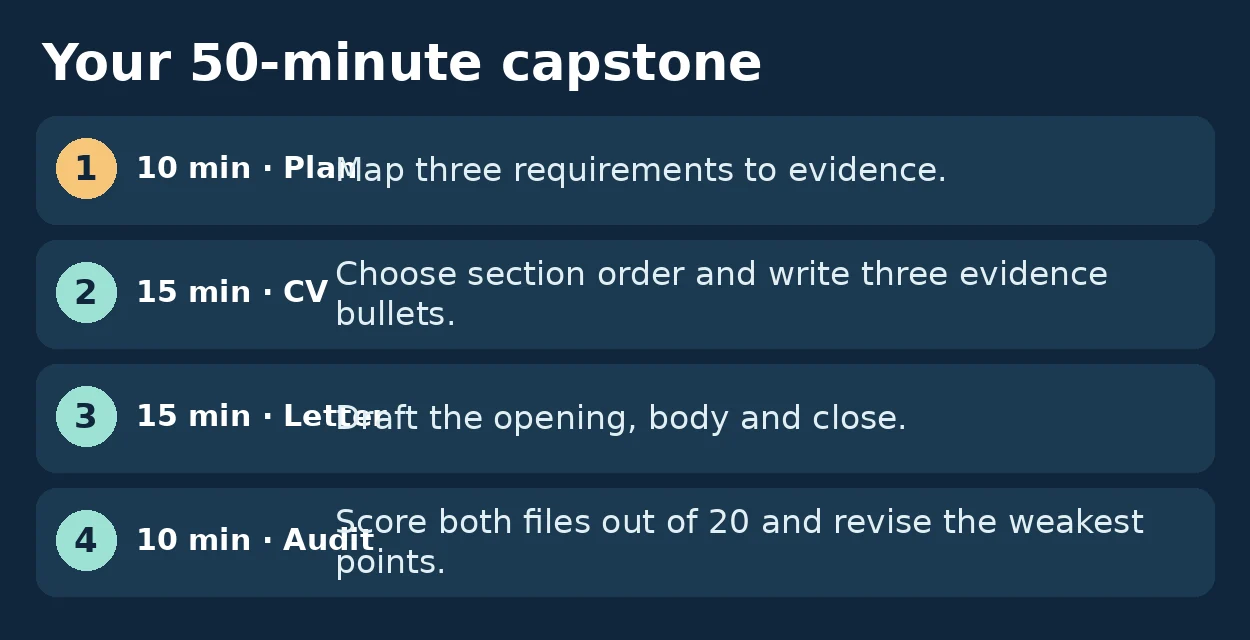 Your 50-minute capstone
1
10 min · Plan
Map three requirements to evidence.
2
15 min · CV
Choose section order and write three evidence
bullets.
3
15 min · Letter
Draft the opening, body and close.
4
10 min · Audit
Score both files out of 20 and revise the weakest
points.